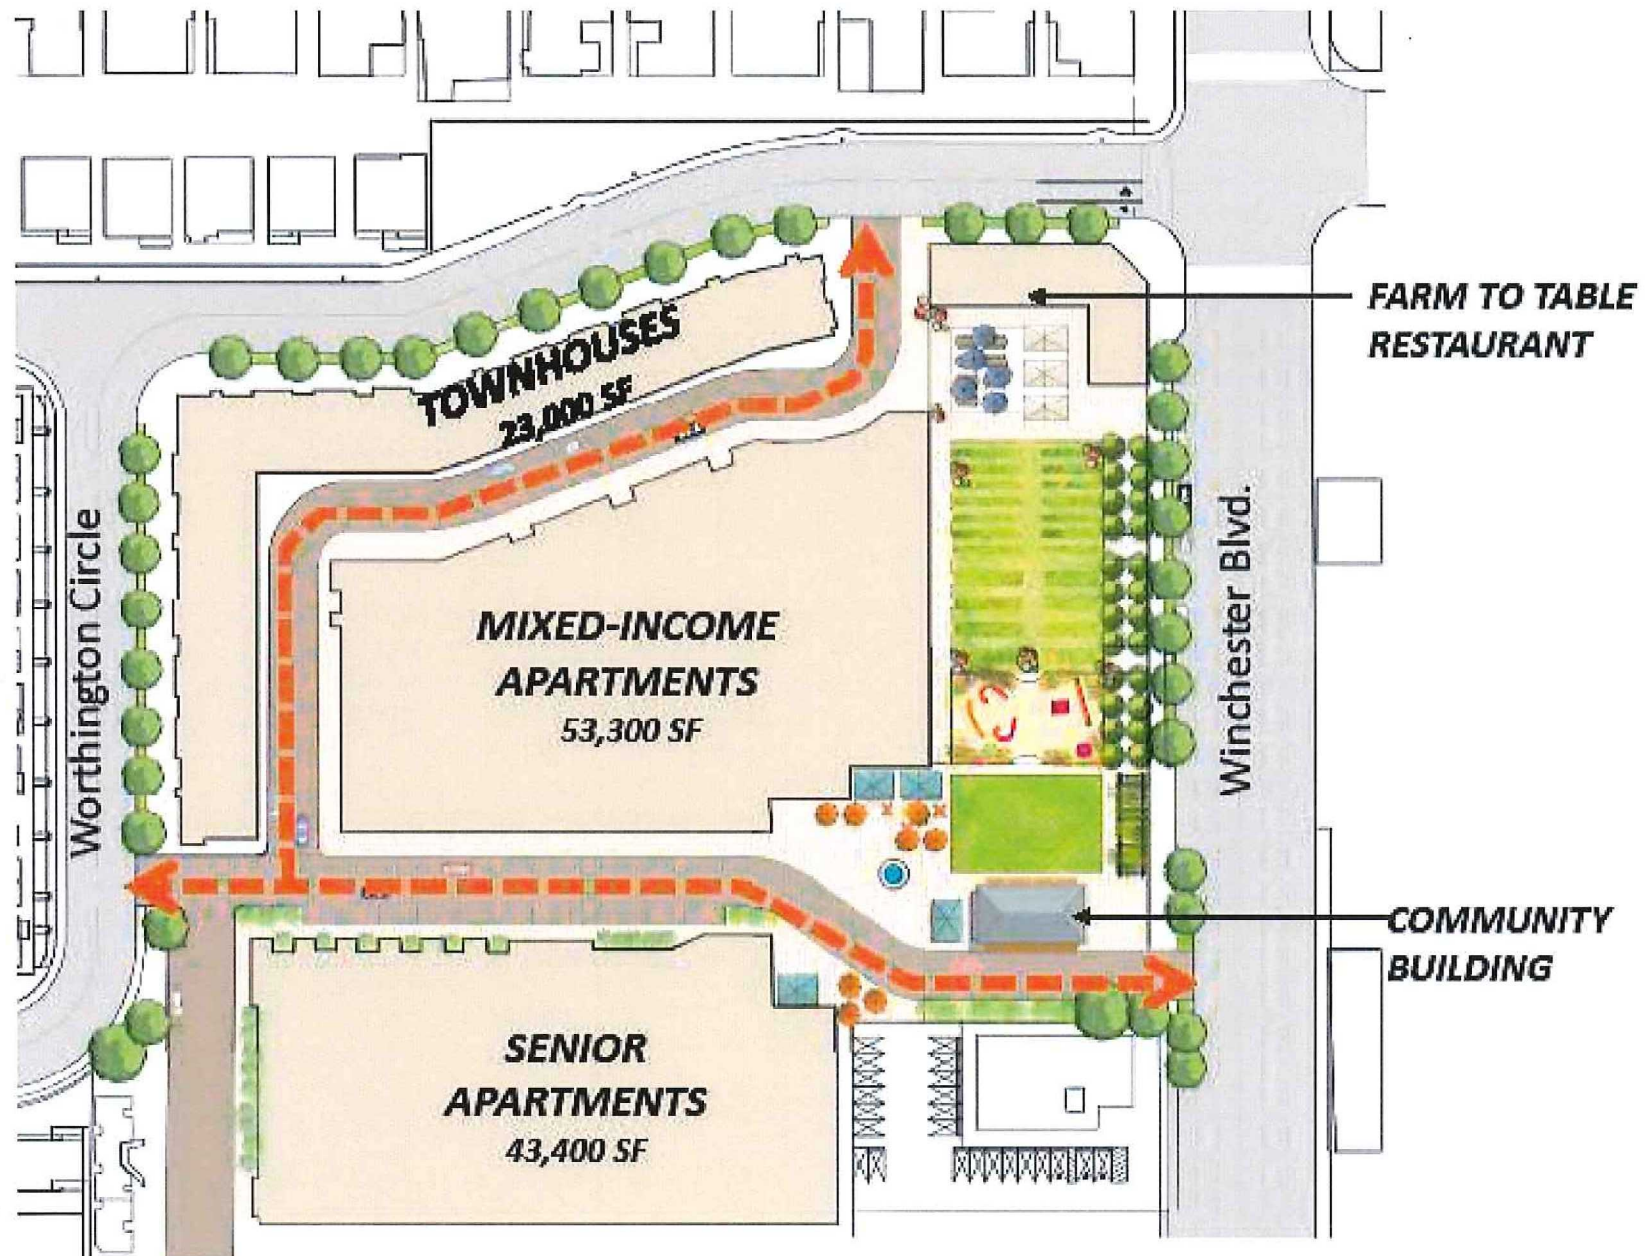 FARM TO TABLE
RESTAURANT
TOWNHOUSES
23,000 SF
Worthington Circle
Winchester Blvd.
MIXED-INCOME
APARTMENTS
53,300 SF
COMMUNITY
BUILDING
SENIOR
APARTMENTS
43,400 SF